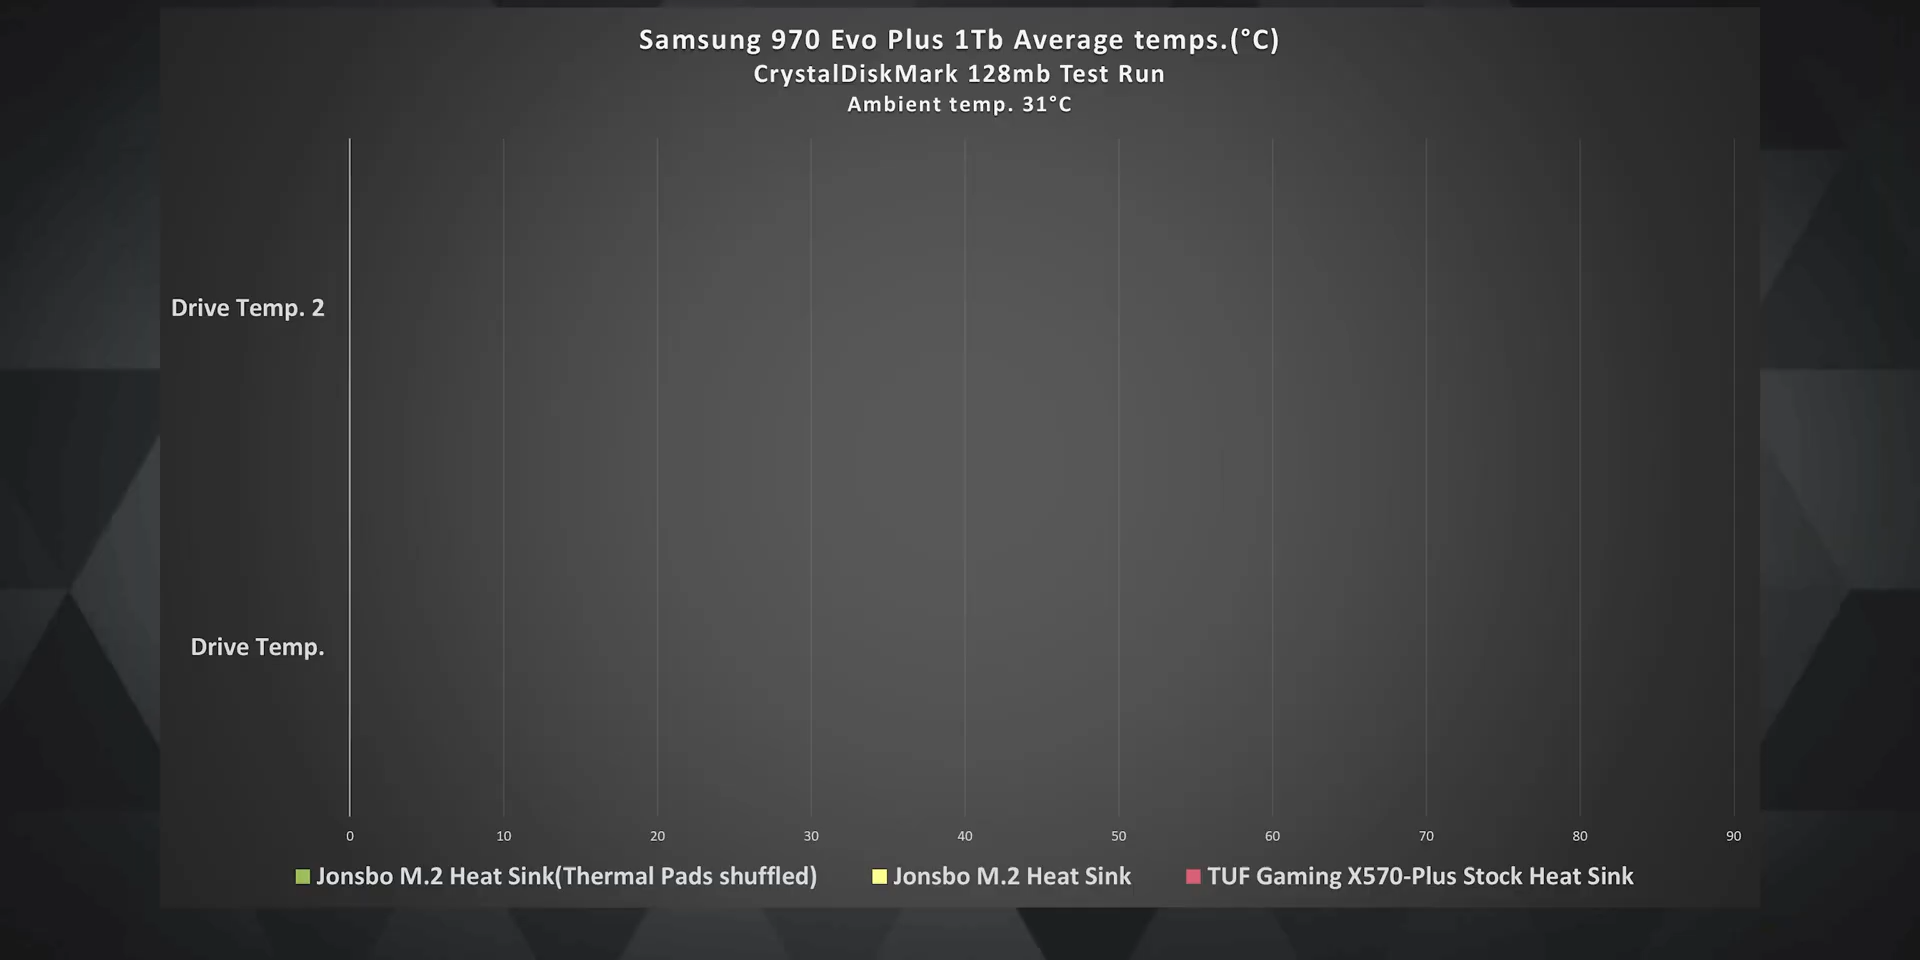 Samsung 970 Evo Plus 1Tb Average temps.(°C)
CrystalDiskMark 128mb Test Run
Ambient temp. 31°C
Drive Temp. 2
Drive Temp.
0 10 20 30 40 50 60 70 80 90
Jonsbo M.2 Heat Sink(Thermal Pads shuffled) Jonsbo M.2 Heat Sink TUF Gaming X570-Plus Stock Heat Sink